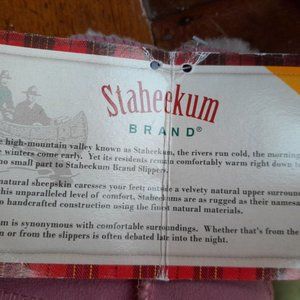 Staheekum
BRAND®
high-mountain valley known as Staheekum, the rivers run cold, the morning
winters come early. Yet its residents remain comfortably warm right down
no small part to Staheekum Brand Slippers.
natural sheepskin caresses your feet; outside a velvety natural upper
this unparalleled level of comfort, Staheekums are as rugged as their
handcrafted construction using the finest natural materials.
is synonymous with comfortable surroundings. Whether that's from the
or from the slippers is often debated late into the night.